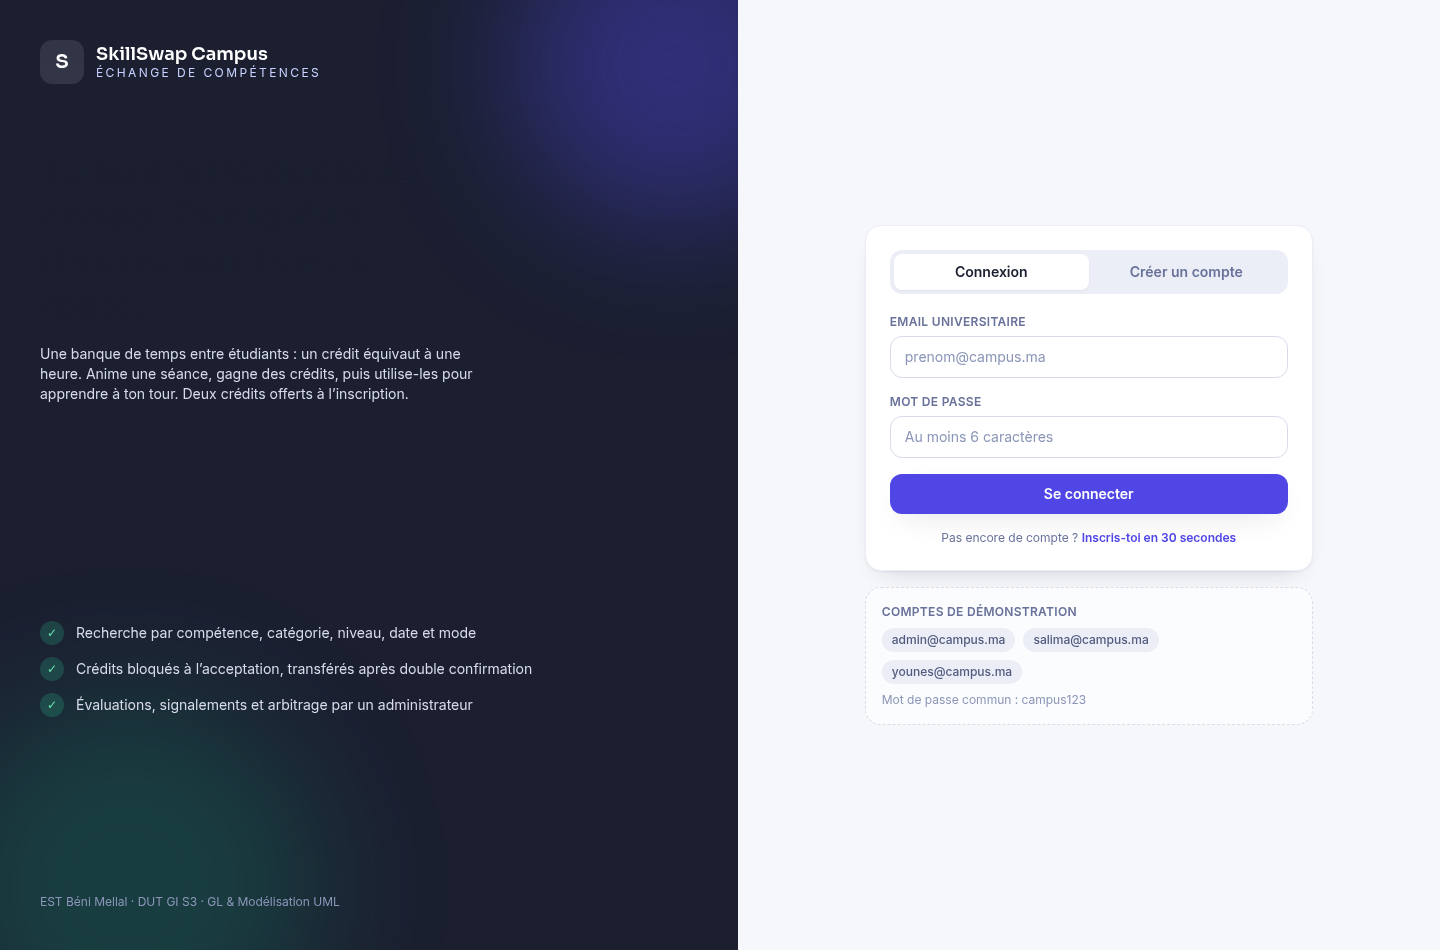 S
SkillSwap Campus
ÉCHANGE DE COMPÉTENCES
Une banque de temps entre étudiants : un crédit équivaut à une
heure. Anime une séance, gagne des crédits, puis utilise-les pour
apprendre à ton tour. Deux crédits offerts à l’inscription.
✓ Recherche par compétence, catégorie, niveau, date et mode
✓ Crédits bloqués à l’acceptation, transférés après double confirmation
✓ Évaluations, signalements et arbitrage par un administrateur
EST Béni Mellal · DUT GI S3 · GL & Modélisation UML
Connexion Créer un compte
EMAIL UNIVERSITAIRE
prenom@campus.ma
MOT DE PASSE
Au moins 6 caractères
Se connecter
Pas encore de compte ? Inscris-toi en 30 secondes
COMPTES DE DÉMONSTRATION
admin@campus.ma salima@campus.ma
younes@campus.ma
Mot de passe commun : campus123